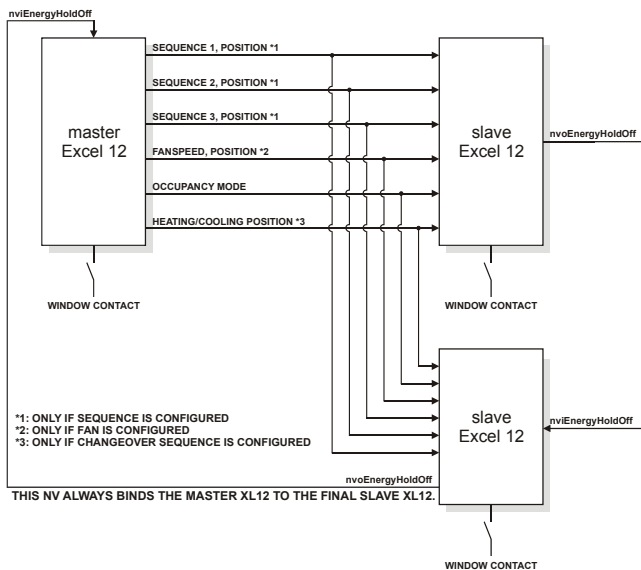 nviEnergyHoldOff
SEQUENCE 1, POSITION *1
SEQUENCE 2, POSITION *1
SEQUENCE 3, POSITION *1
FANSPEED, POSITION *2
OCCUPANCY MODE
HEATING/COOLING POSITION *3
master
Excel 12
slave
Excel 12
nvoEnergyHoldOff
WINDOW CONTACT
WINDOW CONTACT
slave
Excel 12
nviEnergyHoldOff
*1: ONLY IF SEQUENCE IS CONFIGURED
*2: ONLY IF FAN IS CONFIGURED
*3: ONLY IF CHANGEOVER SEQUENCE IS CONFIGURED
nvoEnergyHoldOff
THIS NV ALWAYS BINDS THE MASTER XL12 TO THE FINAL SLAVE XL12.
WINDOW CONTACT